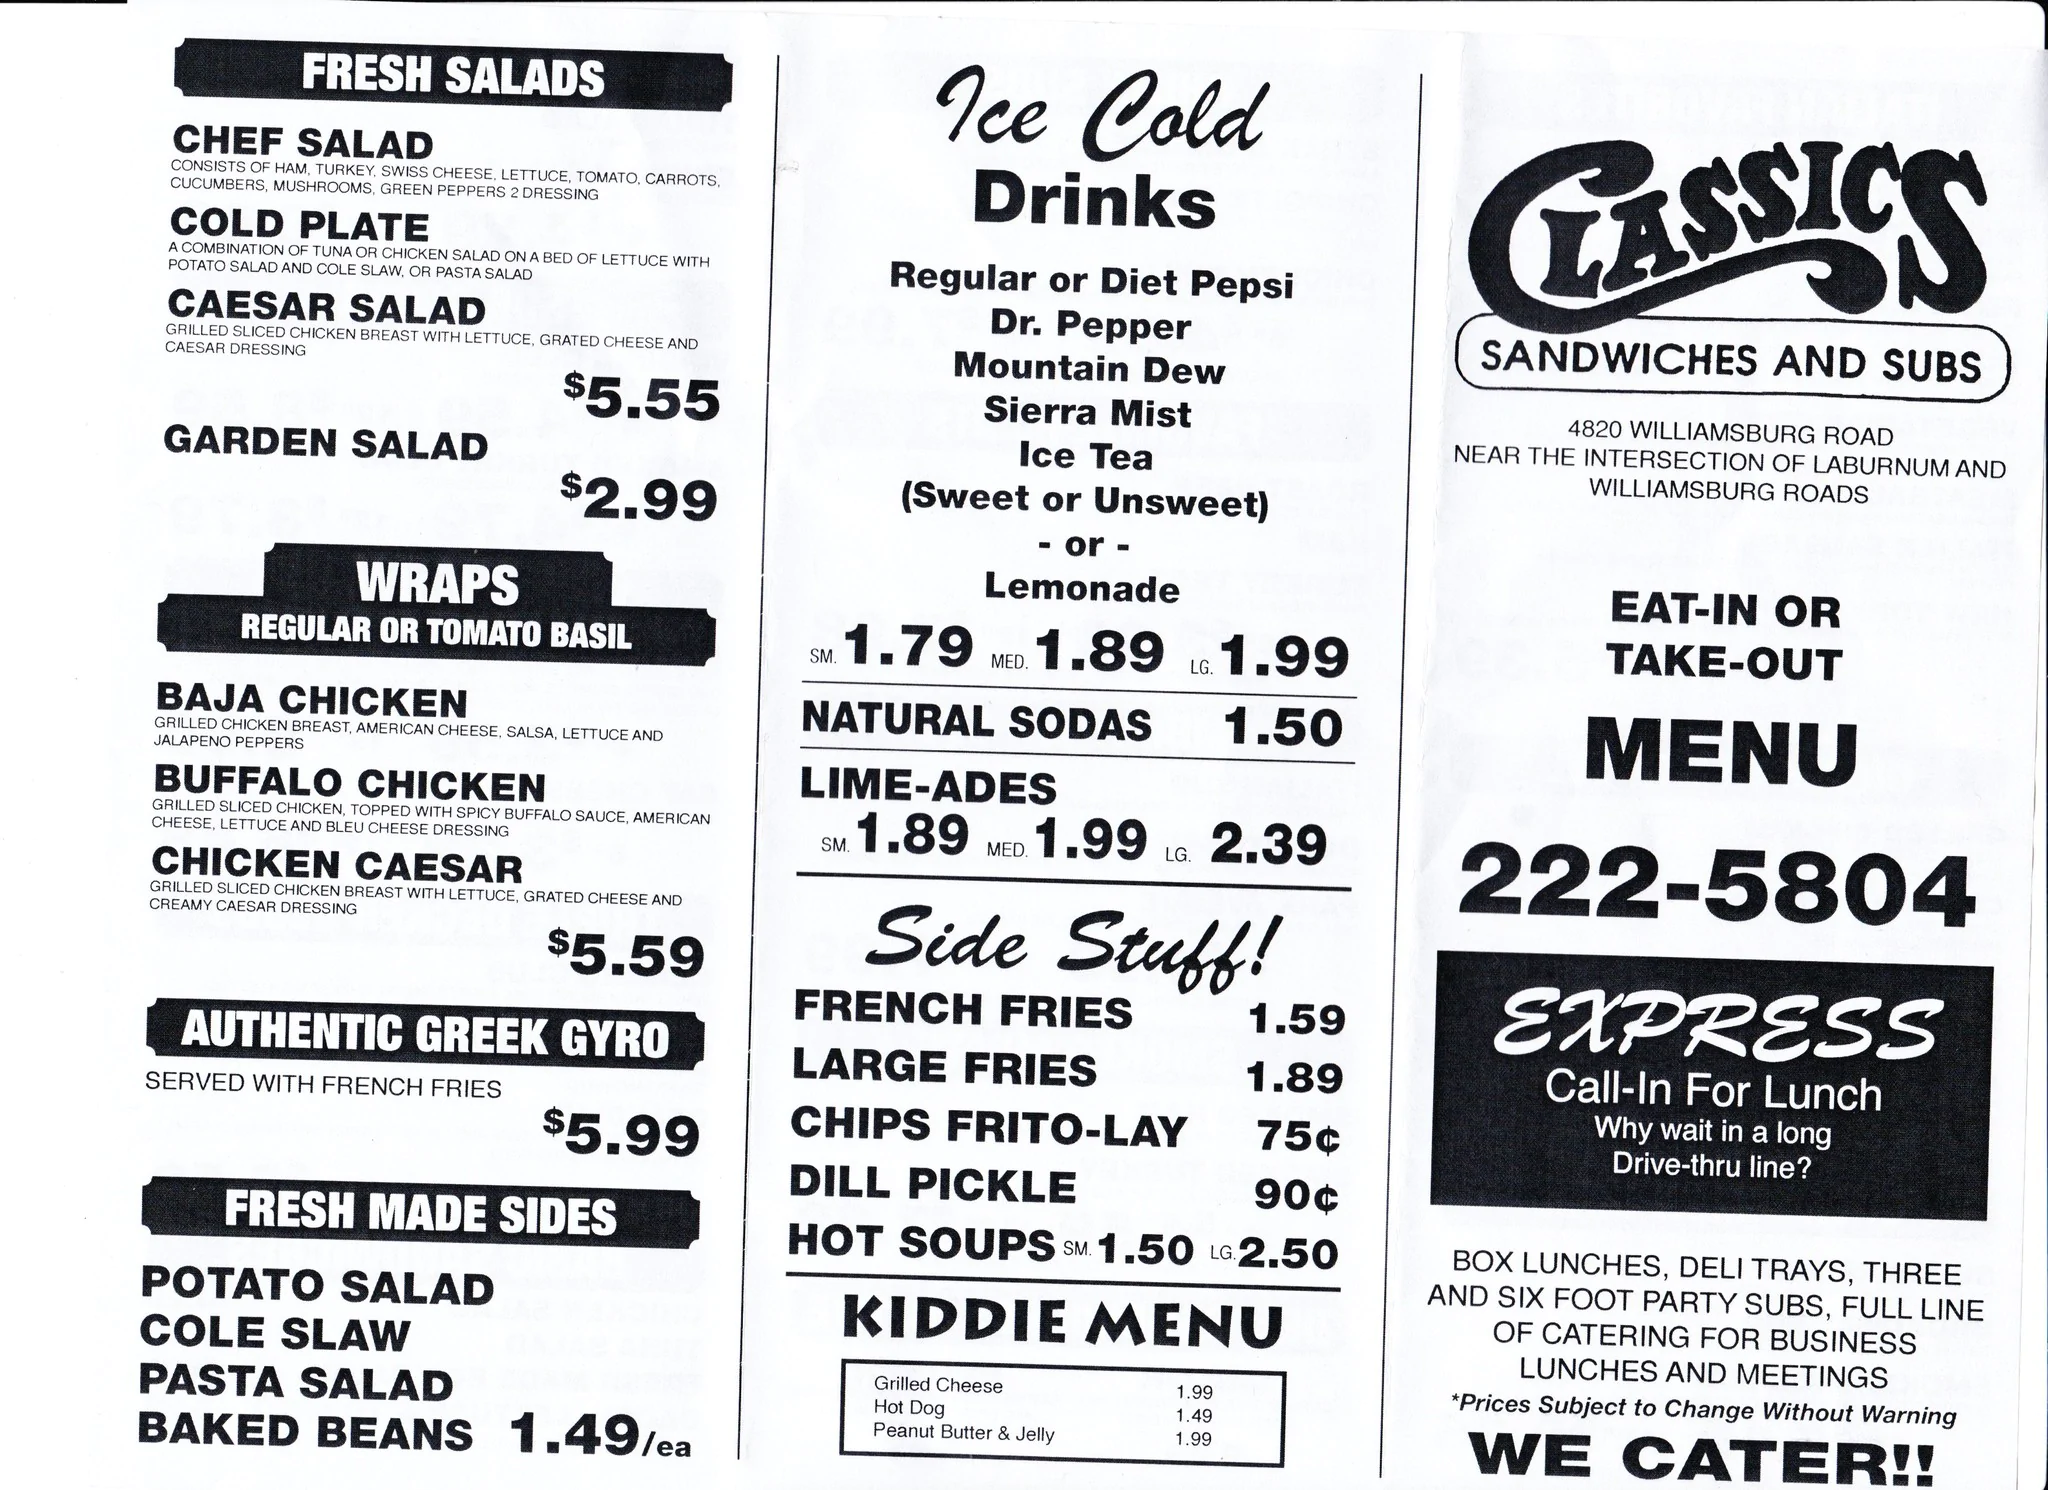 FRESH SALADS
CHEF SALAD
CONSISTS OF HAM, TURKEY, SWISS CHEESE, LETTUCE, TOMATO, CARROTS,
CUCUMBERS, MUSHROOMS, GREEN PEPPERS 2 DRESSING
COLD PLATE
A COMBINATION OF TUNA OR CHICKEN SALAD ON A BED OF LETTUCE WITH
POTATO SALAD AND COLE SLAW, OR PASTA SALAD
CAESAR SALAD
GRILLED SLICED CHICKEN BREAST WITH LETTUCE, GRATED CHEESE AND
CAESAR DRESSING
$5.55
GARDEN SALAD
$2.99
WRAPS
REGULAR OR TOMATO BASIL
BAJA CHICKEN
GRILLED CHICKEN BREAST, AMERICAN CHEESE, SALSA, LETTUCE AND
JALAPENO PEPPERS
BUFFALO CHICKEN
GRILLED SLICED CHICKEN, TOPPED WITH SPICY BUFFALO SAUCE, AMERICAN
CHEESE, LETTUCE AND BLEU CHEESE DRESSING
CHICKEN CAESAR
GRILLED SLICED CHICKEN BREAST WITH LETTUCE, GRATED CHEESE AND
CREAMY CAESAR DRESSING
$5.59
AUTHENTIC GREEK GYRO
SERVED WITH FRENCH FRIES
$5.99
FRESH MADE SIDES
POTATO SALAD
COLE SLAW
PASTA SALAD
BAKED BEANS 1.49/ea
Ice Cold
Drinks
Regular or Diet Pepsi
Dr. Pepper
Mountain Dew
Sierra Mist
Ice Tea
(Sweet or Unsweet)
- or -
Lemonade
SM. 1.79 MED. 1.89 LG. 1.99
NATURAL SODAS 1.50
LIME-ADES
SM. 1.89 MED. 1.99 LG. 2.39
Side Stuff!
FRENCH FRIES 1.59
LARGE FRIES 1.89
CHIPS FRITO-LAY 75¢
DILL PICKLE 90¢
HOT SOUPS SM. 1.50 LG. 2.50
KIDDIE MENU
Grilled Cheese 1.99
Hot Dog 1.49
Peanut Butter & Jelly 1.99
CLASSICS
SANDWICHES AND SUBS
4820 WILLIAMSBURG ROAD
NEAR THE INTERSECTION OF LABURNUM AND
WILLIAMSBURG ROADS
EAT-IN OR
TAKE-OUT
MENU
222-5804
EXPRESS
Call-In For Lunch
Why wait in a long
Drive-thru line?
BOX LUNCHES, DELI TRAYS, THREE
AND SIX FOOT PARTY SUBS, FULL LINE
OF CATERING FOR BUSINESS
LUNCHES AND MEETINGS
*Prices Subject to Change Without Warning
WE CATER!!